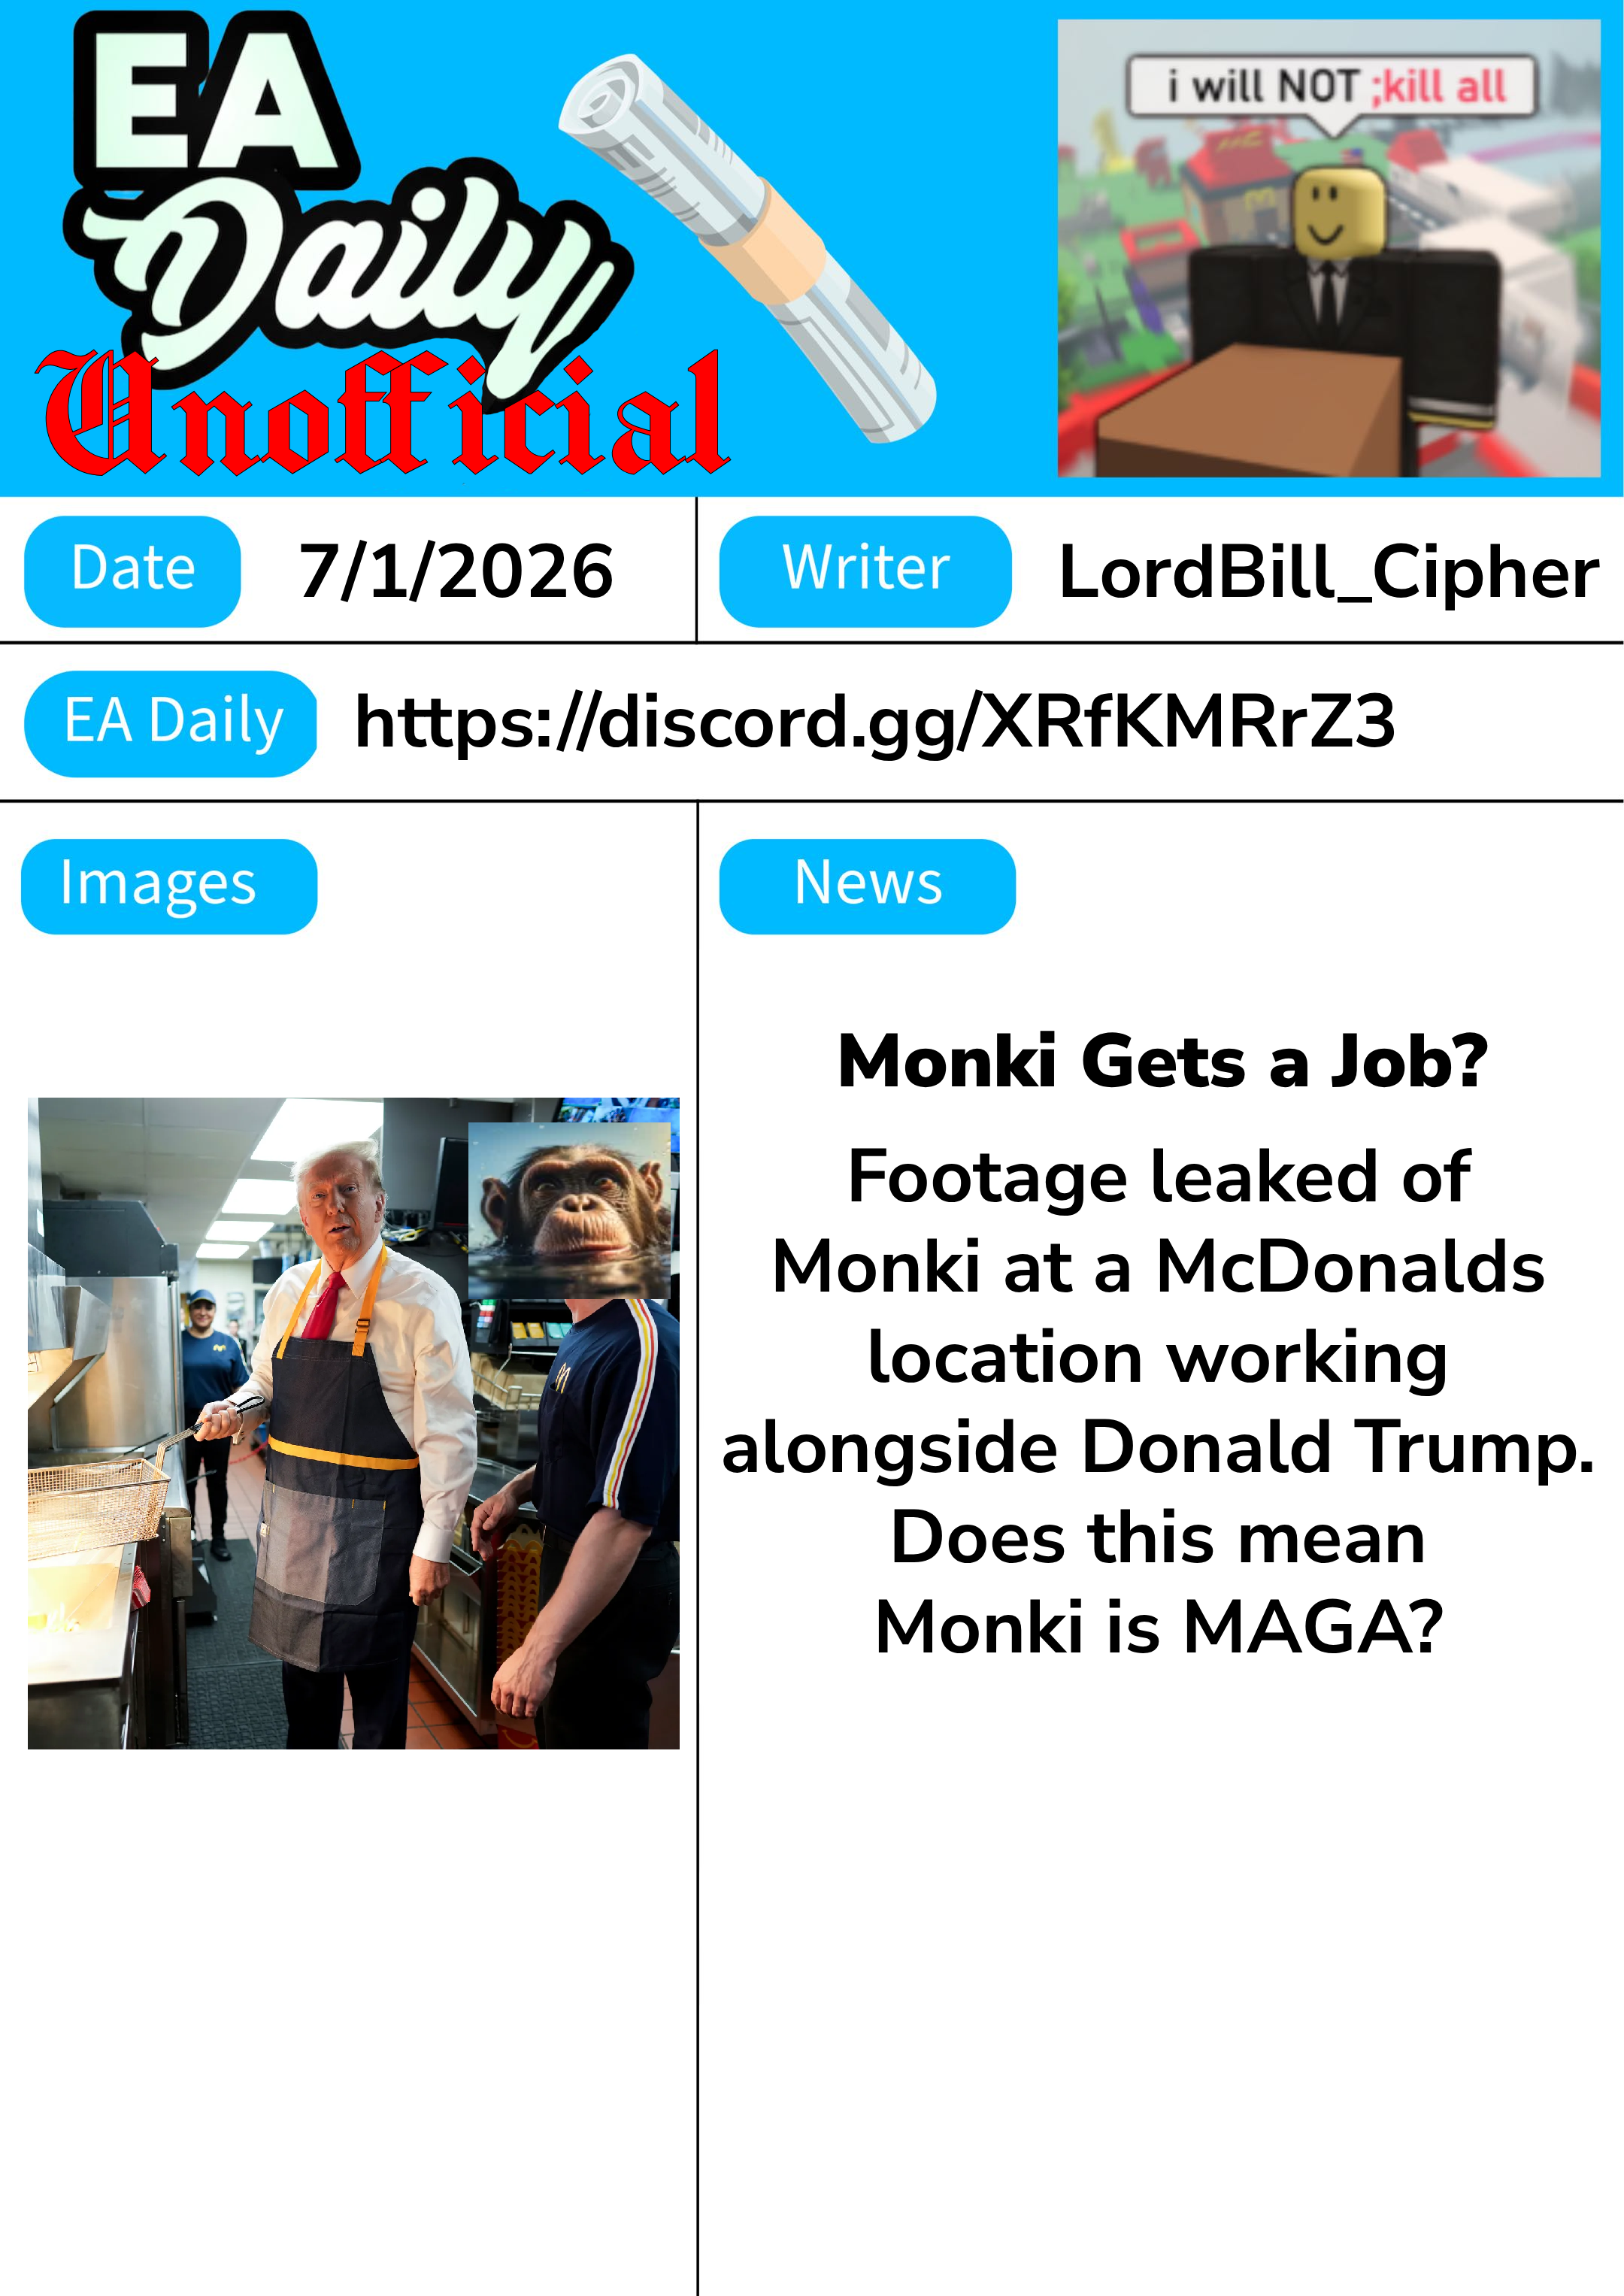 EA
Daily
Unofficial
i will NOT ;kill all
Date
7/1/2026
Writer
LordBill_Cipher
EA Daily
https://discord.gg/XRfKMRrZ3
Images
News
Monki Gets a Job?
Footage leaked of
Monki at a McDonalds
location working
alongside Donald Trump.
Does this mean
Monki is MAGA?